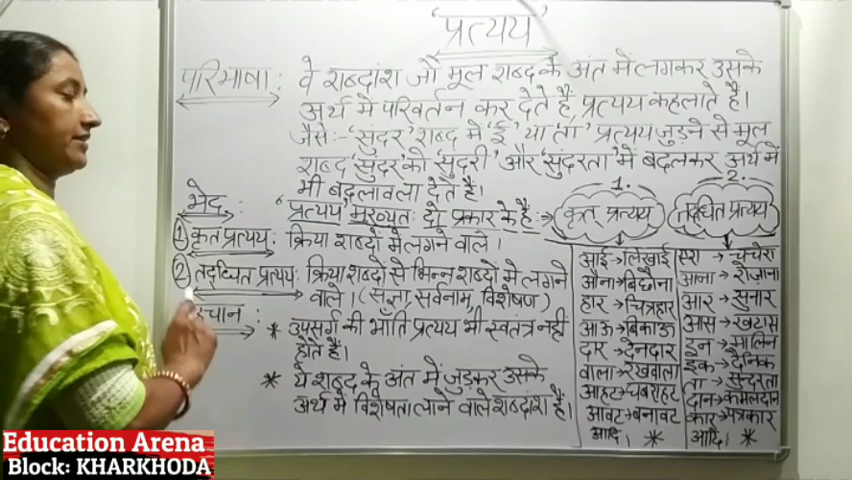 'प्रत्यय'
परिभाषा: वे शब्दांश जो मूल शब्द के अंत में लगकर उसके
अर्थ में परिवर्तन कर देते हैं, प्रत्यय कहलाते हैं।
जैसे:- 'सुंदर' शब्द में 'ई' या 'ता' प्रत्यय जुड़ने से मूल
शब्द 'सुंदर' को 'सुंदरी' और 'सुंदरता' में बदलकर अर्थ में
भी बदलाव ला देते हैं।
भेद: 'प्रत्यय' मुख्यतः दो प्रकार के हैं:→
① कृत प्रत्यय: क्रिया शब्दों में लगने वाले।
② तद्धित प्रत्यय: क्रिया शब्दों से भिन्न शब्दों में लगने
वाले।(संज्ञा, सर्वनाम, विशेषण)
* उपसर्ग की भांति प्रत्यय भी स्वतंत्र नहीं
होते हैं।
* ये शब्द के अंत में जुड़कर उसके
अर्थ में विशेषता लाने वाले शब्दांश हैं।
1.
कृत प्रत्यय
आई→लिखाई
औना→बिछौना
हार→चित्रहार
आऊ→बिकाऊ
दार→देनदार
वाला→रखवाला
आहट→घबराहट
आवट→बनावट
आदि। *
2.
तद्धित प्रत्यय
एरा→चचेरा
आना→रोज़ाना
आर→सुनार
आस→खटास
इन→मालिन
इक→दैनिक
ता→सुन्दरता
दान→कमलदान
कार→पत्रकार
आदि। *
Education Arena
Block: KHARKHODA